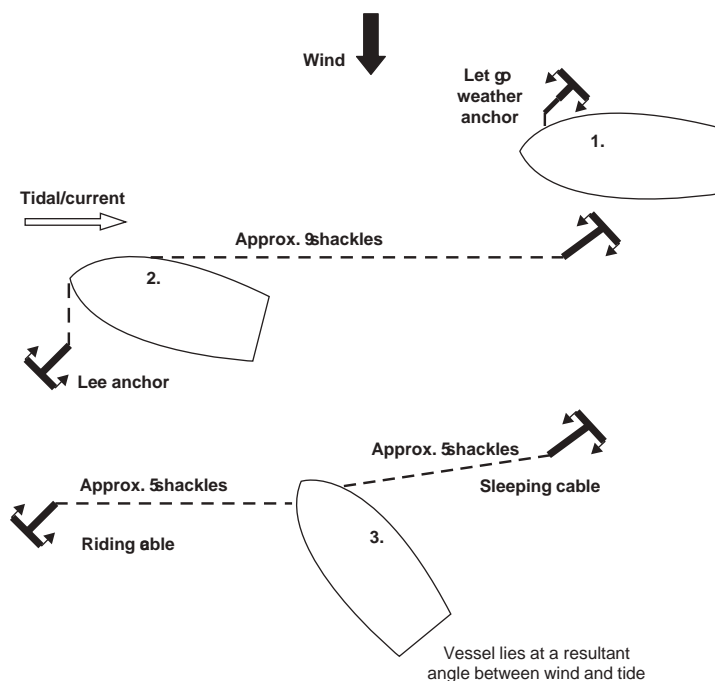 Wind
Let go
weather
anchor
1.
Tidal/current
Approx. 9shackles
2.
Lee anchor
Approx. 5shackles
Approx. 5shackles
Sleeping cable
3.
Riding cable
Vessel lies at a resultant
angle between wind and tide